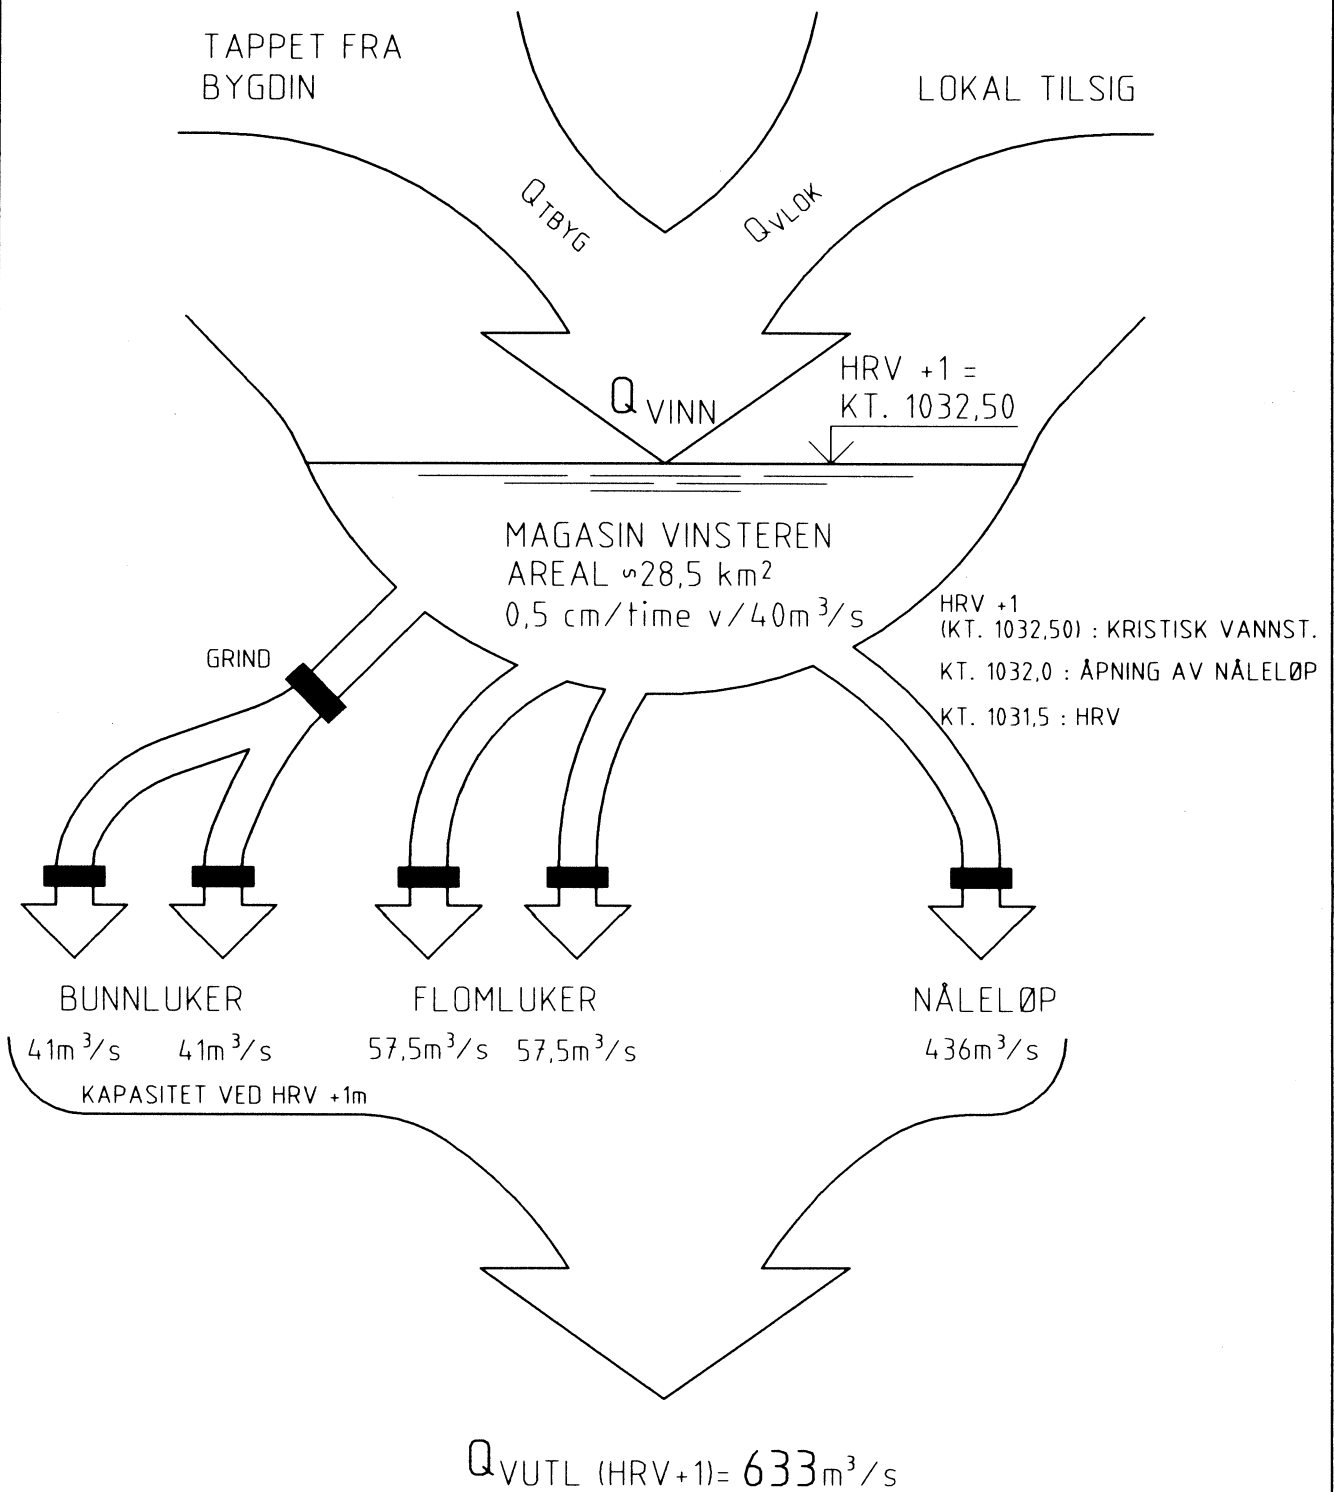 TAPPET FRA
BYGDIN
LOKAL TILSIG
QTBYG
QVLOK
HRV +1 =
KT. 1032,50
Q VINN
MAGASIN VINSTEREN
AREAL ~28,5 km²
0,5 cm/time v/40m³/s
HRV +1
(KT. 1032,50) : KRISTISK VANNST.
KT. 1032,0 : ÅPNING AV NÅLELØP
KT. 1031,5 : HRV
GRIND
BUNNLUKER
FLOMLUKER
NÅLELØP
41m³/s 41m³/s 57,5m³/s 57,5m³/s 436m³/s
KAPASITET VED HRV +1m
QVUTL (HRV+1)= 633m³/s